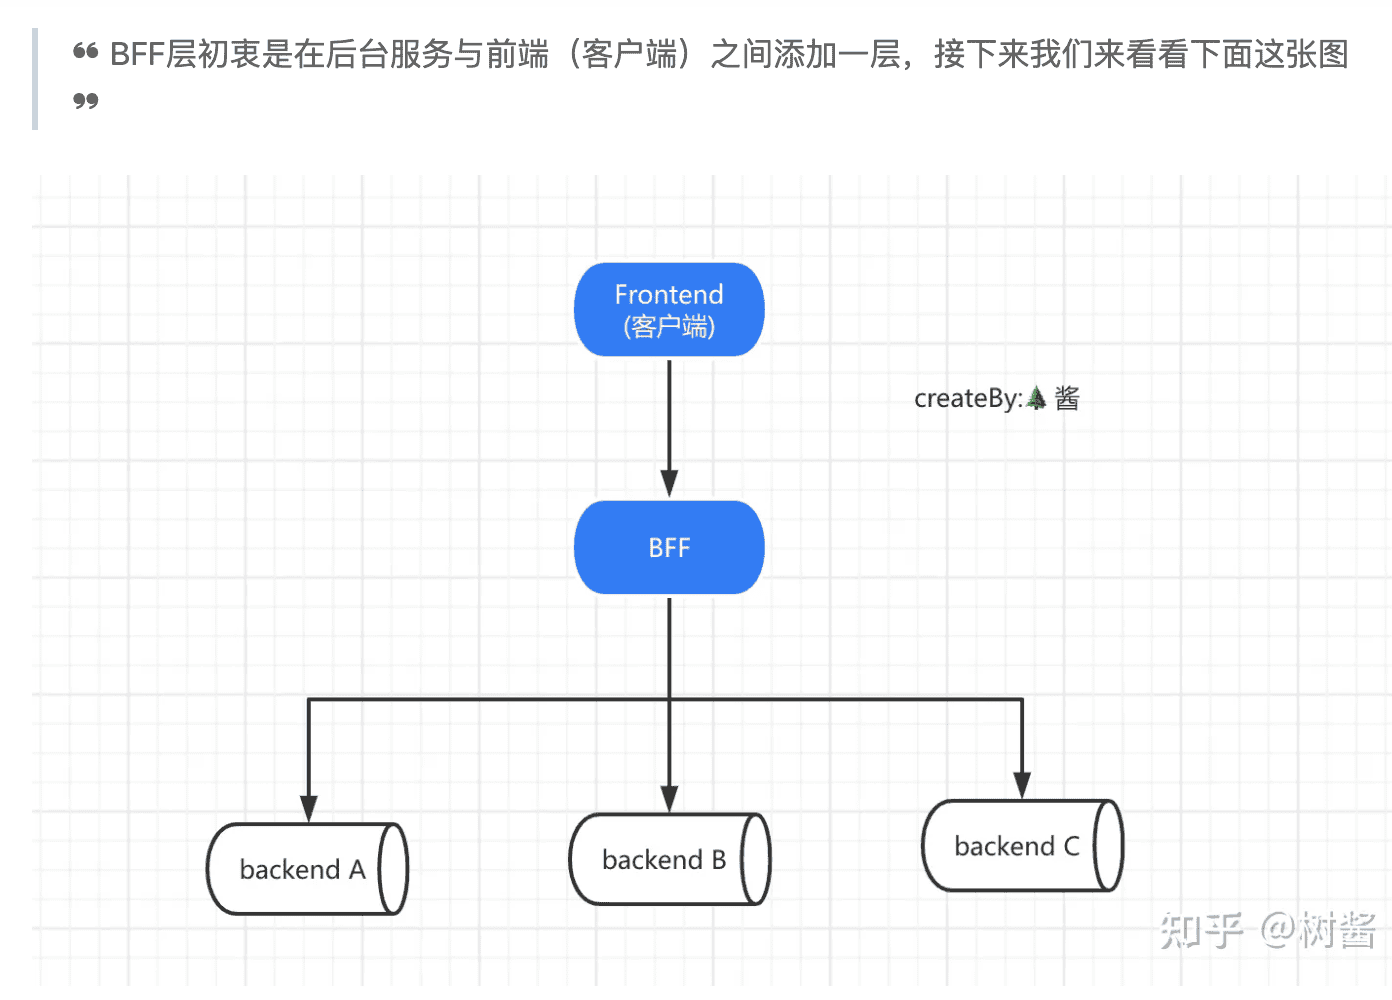 ❝ BFF层初衷是在后台服务与前端（客户端）之间添加一层，接下来我们来看看下面这张图
❞
Frontend
(客户端)
createBy:🌲酱
BFF
backend A
backend B
backend C
知乎 @树酱